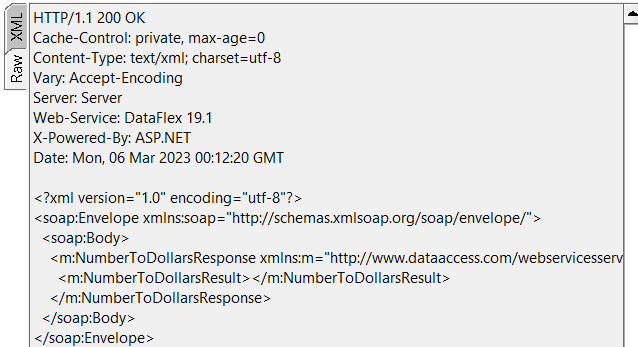 XML
Raw
HTTP/1.1 200 OK
Cache-Control: private, max-age=0
Content-Type: text/xml; charset=utf-8
Vary: Accept-Encoding
Server: Server
Web-Service: DataFlex 19.1
X-Powered-By: ASP.NET
Date: Mon, 06 Mar 2023 00:12:20 GMT
<?xml version="1.0" encoding="utf-8"?>
<soap:Envelope xmlns:soap="http://schemas.xmlsoap.org/soap/envelope/">
<soap:Body>
<m:NumberToDollarsResponse xmlns:m="http://www.dataaccess.com/webservicesserv
<m:NumberToDollarsResult></m:NumberToDollarsResult>
</m:NumberToDollarsResponse>
</soap:Body>
</soap:Envelope>